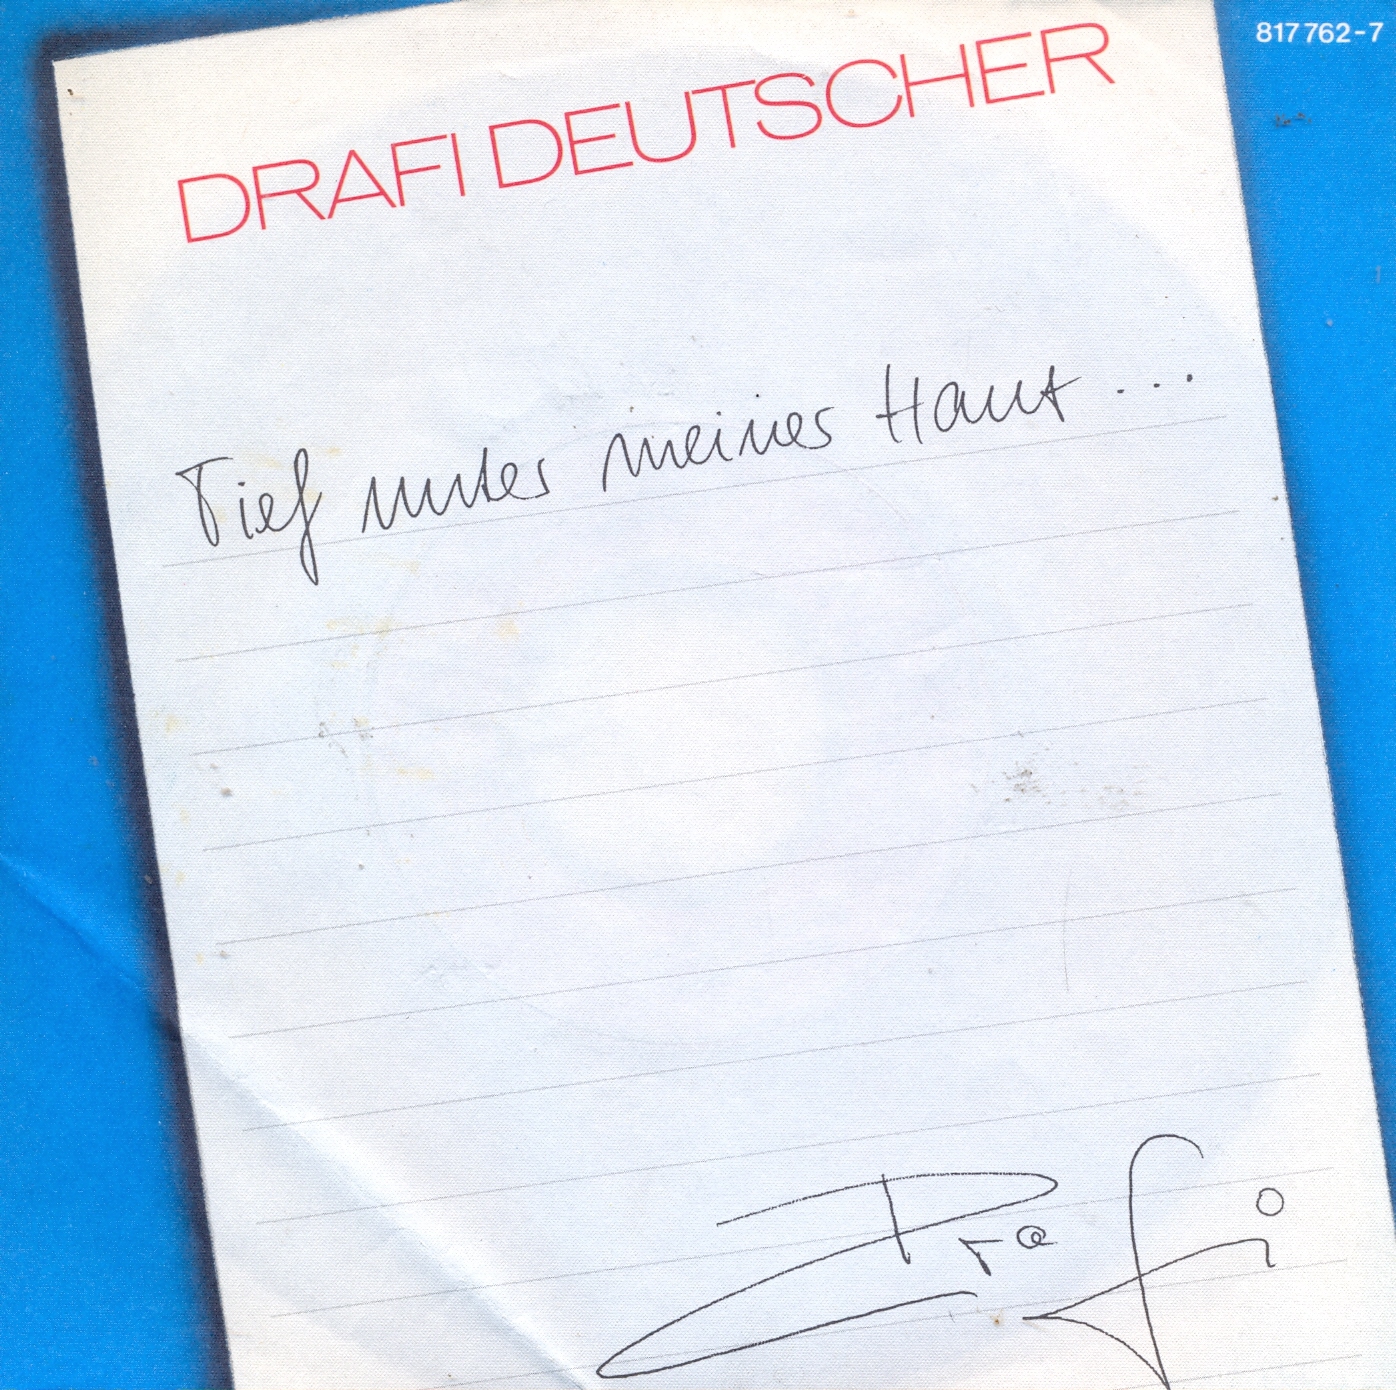 817 762-7
DRAFI DEUTSCHER
Tief unter meiner Haut...
Drafi